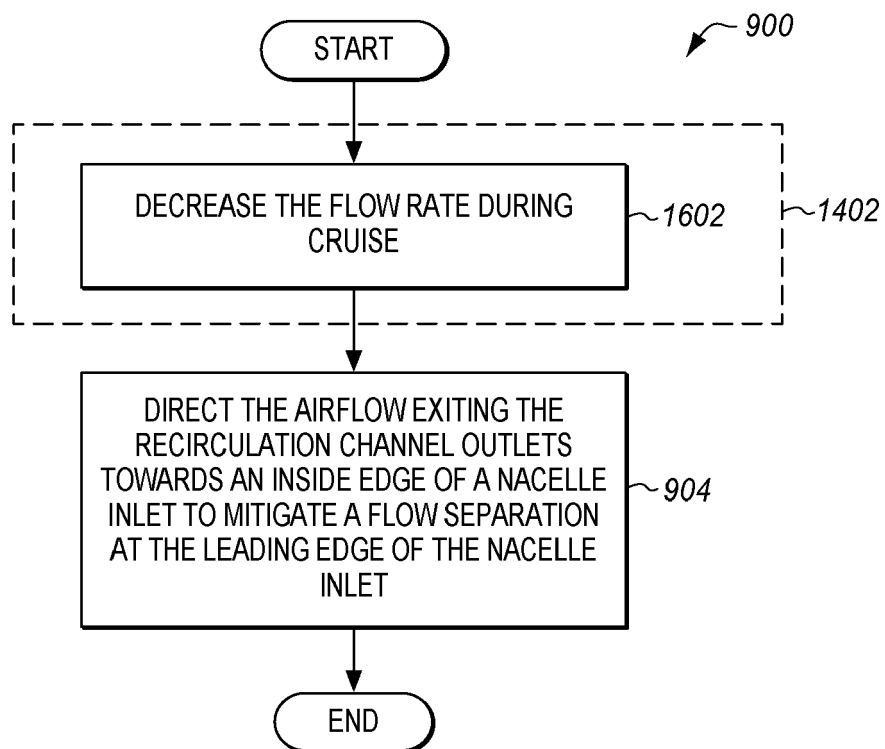 START
900
DECREASE THE FLOW RATE DURING
CRUISE
1602
1402
DIRECT THE AIRFLOW EXITING THE
RECIRCULATION CHANNEL OUTLETS
TOWARDS AN INSIDE EDGE OF A NACELLE
INLET TO MITIGATE A FLOW SEPARATION
AT THE LEADING EDGE OF THE NACELLE
INLET
904
END